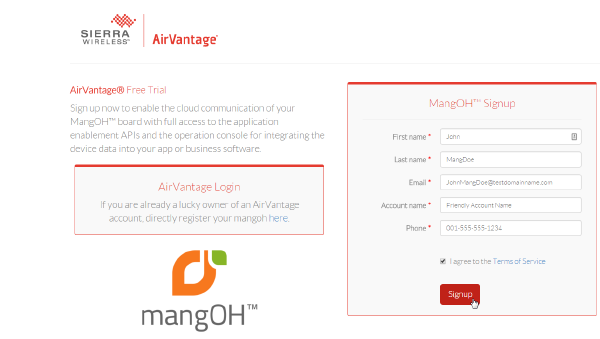 SIERRA
WIRELESS
AirVantage
AirVantage® Free Trial
Sign up now to enable the cloud communication of your
MangOH™ board with full access to the application
enablement APIs and the operation console for integrating the
device data into your app or business software.
AirVantage Login
If you are already a lucky owner of an AirVantage
account, directly register your mangoh here.
mangOH™
MangOH™ Signup
First name * John
Last name * MangDoe
Email * JohnMangDoe@testdomainname.com
Account name * Friendly Account Name
Phone * 001-555-555-1234
I agree to the Terms of Service
Signup